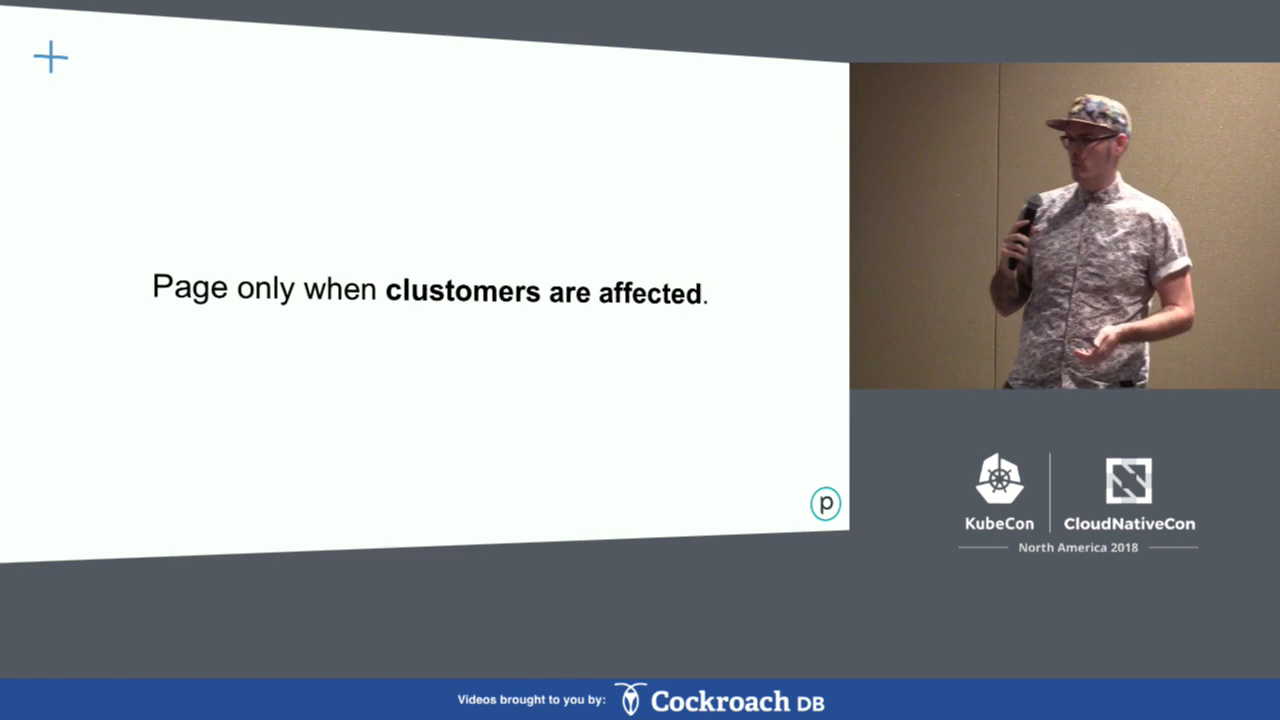 Page only when clustomers are affected.
p
KubeCon
CloudNativeCon
North America 2018
Videos brought to you by:
Cockroach DB